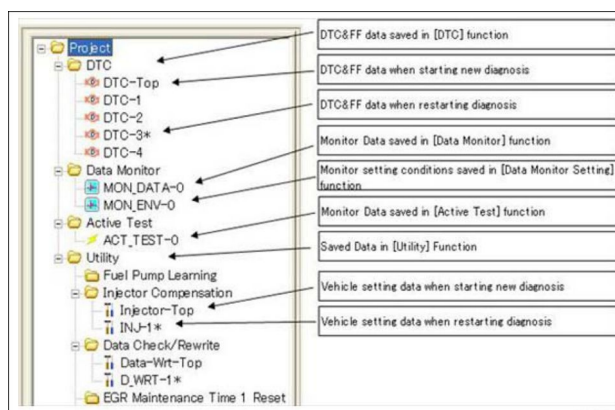 Project
DTC
DTC-Top
DTC-1
DTC-2
DTC-3*
DTC-4
Data Monitor
MON_DATA-0
MON_ENV-0
Active Test
ACT_TEST-0
Utility
Fuel Pump Learning
Injector Compensation
Injector-Top
INJ-1*
Data Check/Rewrite
Data-Wrt-Top
D_WRT-1*
EGR Maintenance Time 1 Reset
DTC&FF data saved in [DTC] function
DTC&FF data when starting new diagnosis
DTC&FF data when restarting diagnosis
Monitor Data saved in [Data Monitor] function
Monitor setting conditions saved in [Data Monitor Setting]
function
Monitor Data saved in [Active Test] function
Saved Data in [Utility] Function
Vehicle setting data when starting new diagnosis
Vehicle setting data when restarting diagnosis